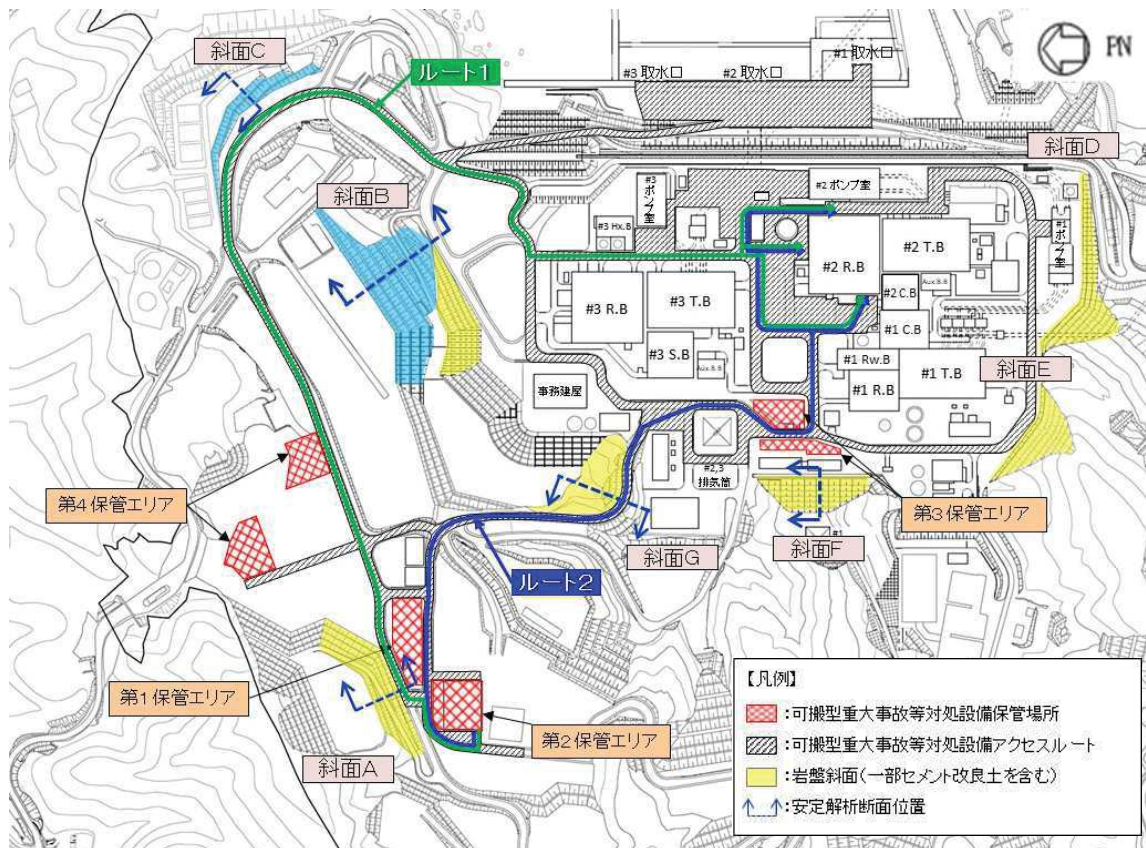 斜面C
ルート1
#1取水口
#3取水口
#2取水口
PN
斜面D
斜面B
#3
ポンプ
室
#2ポンプ室
#1
ポンプ
室
#3 Hx.B
#2 R.B
#2 T.B
#2 C.B
Aux.B.B
#3 R.B
#3 T.B
#1 C.B
#3 S.B
Aux.B.B
#1 Rw.B
#1 R.B
#1 T.B
斜面E
事務建屋
#2,3
排気筒
第4保管エリア
第3保管エリア
斜面G
斜面F
#1
ルート2
第1保管エリア
第2保管エリア
斜面A
【凡例】
:可搬型重大事故等対処設備保管場所
:可搬型重大事故等対処設備アクセスルート
:岩盤斜面(一部セメント改良土を含む)
:安定解析断面位置